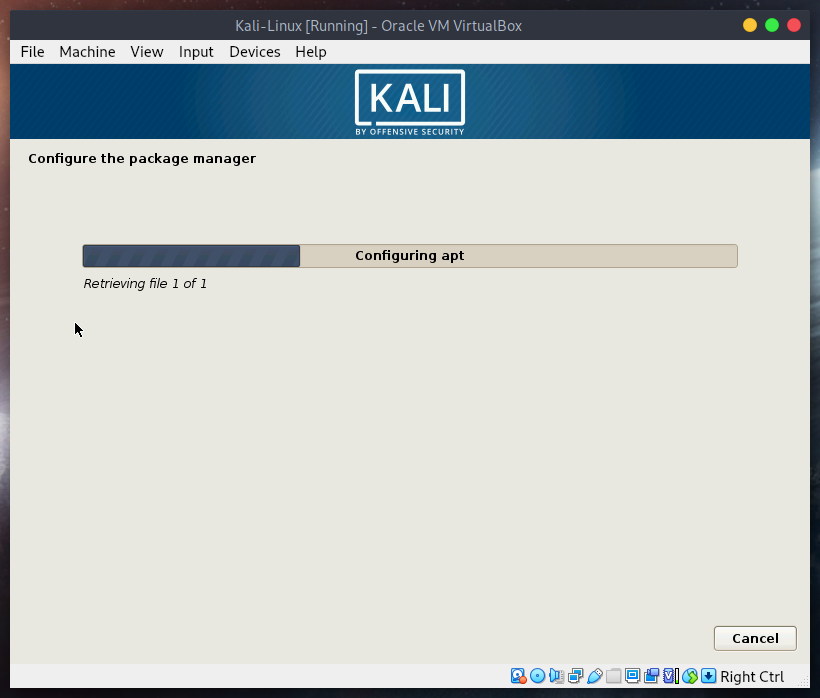 Kali-Linux [Running] - Oracle VM VirtualBox
File Machine View Input Devices Help
KALI
BY OFFENSIVE SECURITY
Configure the package manager
Configuring apt
Retrieving file 1 of 1
Cancel
Right Ctrl